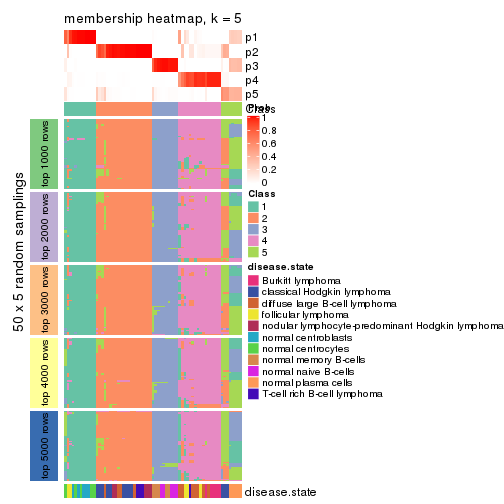 membership heatmap, k = 5
p1
p2
p3
p4
p5
Class
Prob
1
0.8
0.6
0.4
0.2
0
Class
1
2
3
4
5
disease.state
Burkitt lymphoma
classical Hodgkin lymphoma
diffuse large B-cell lymphoma
follicular lymphoma
nodular lymphocyte-predominant Hodgkin lymphoma
normal centroblasts
normal centrocytes
normal memory B-cells
normal naive B-cells
normal plasma cells
T-cell rich B-cell lymphoma
50 x 5 random samplings
top 1000 rows
top 2000 rows
top 3000 rows
top 4000 rows
top 5000 rows
disease.state